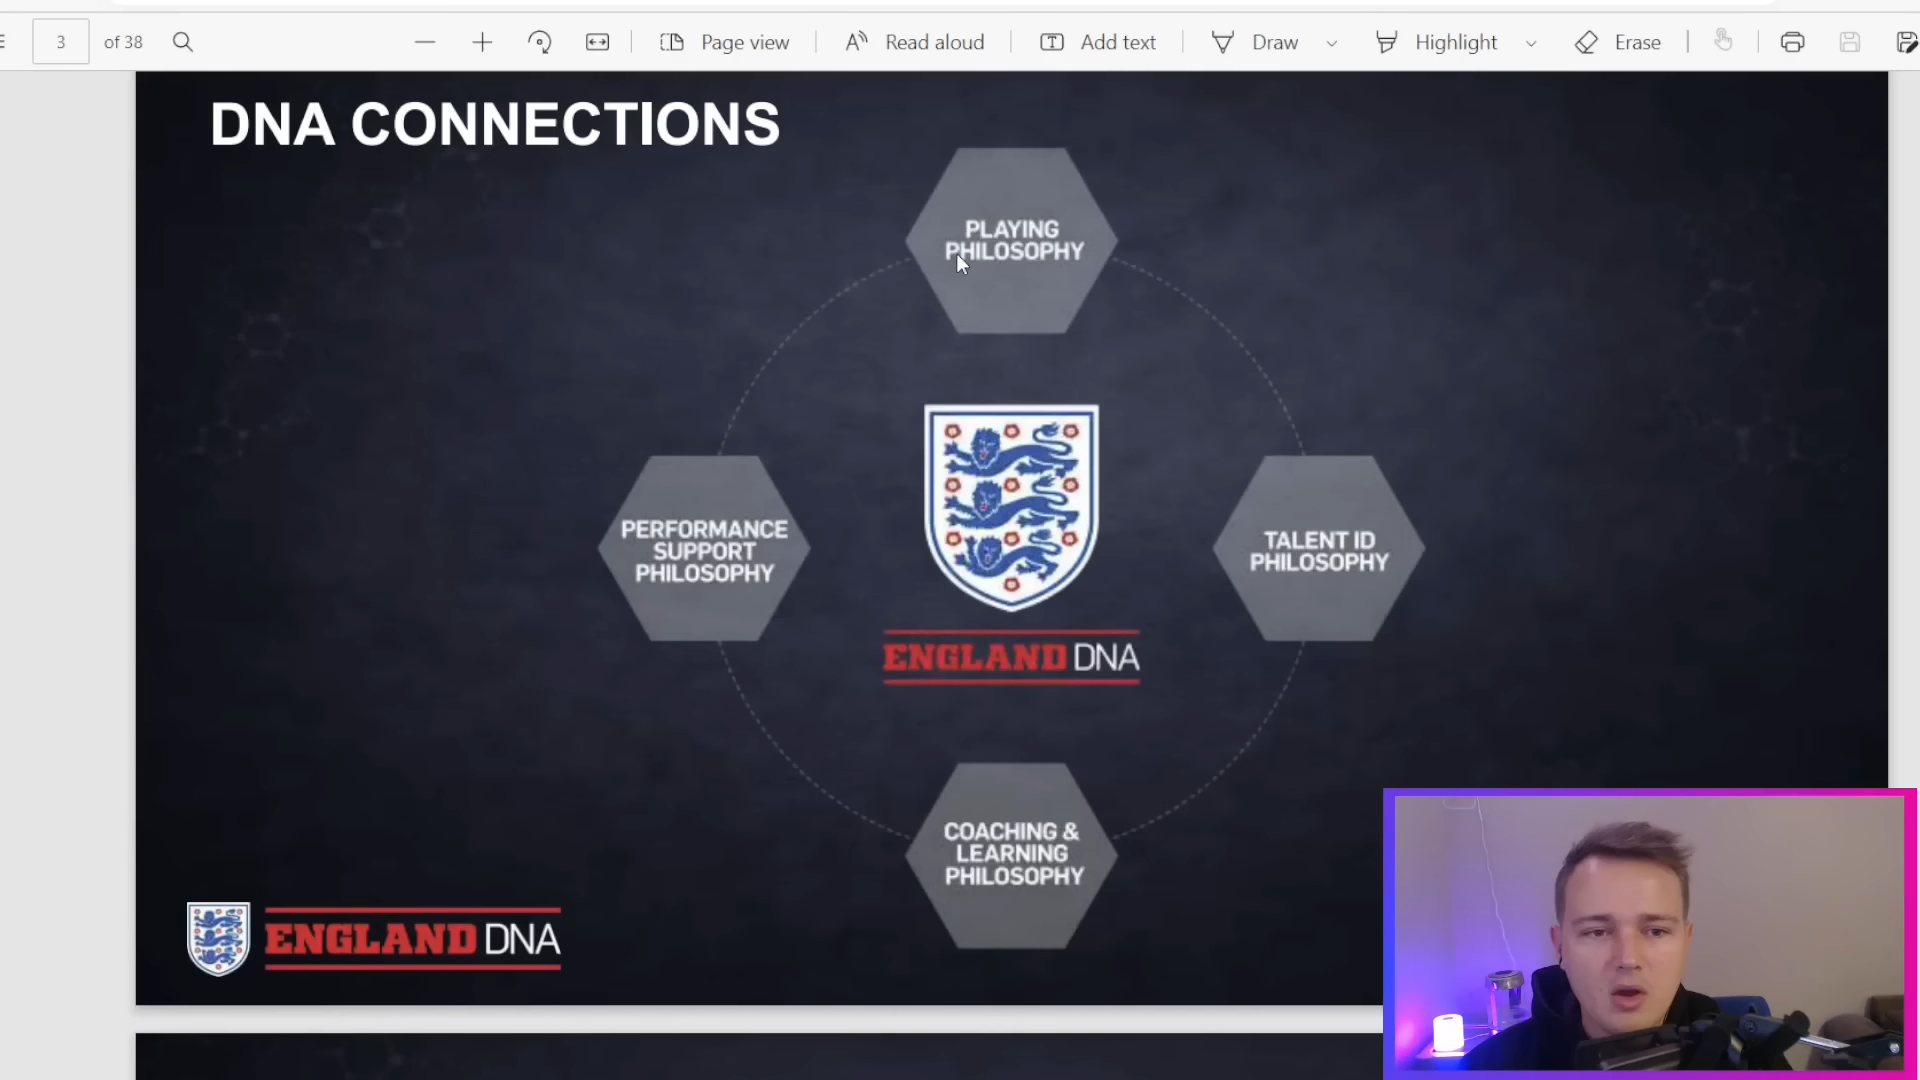 3 of 38 Page view Read aloud Add text Draw Highlight Erase
DNA CONNECTIONS
PLAYING
PHILOSOPHY
PERFORMANCE
SUPPORT
PHILOSOPHY
TALENT ID
PHILOSOPHY
ENGLAND DNA
COACHING &
LEARNING
PHILOSOPHY
ENGLAND DNA